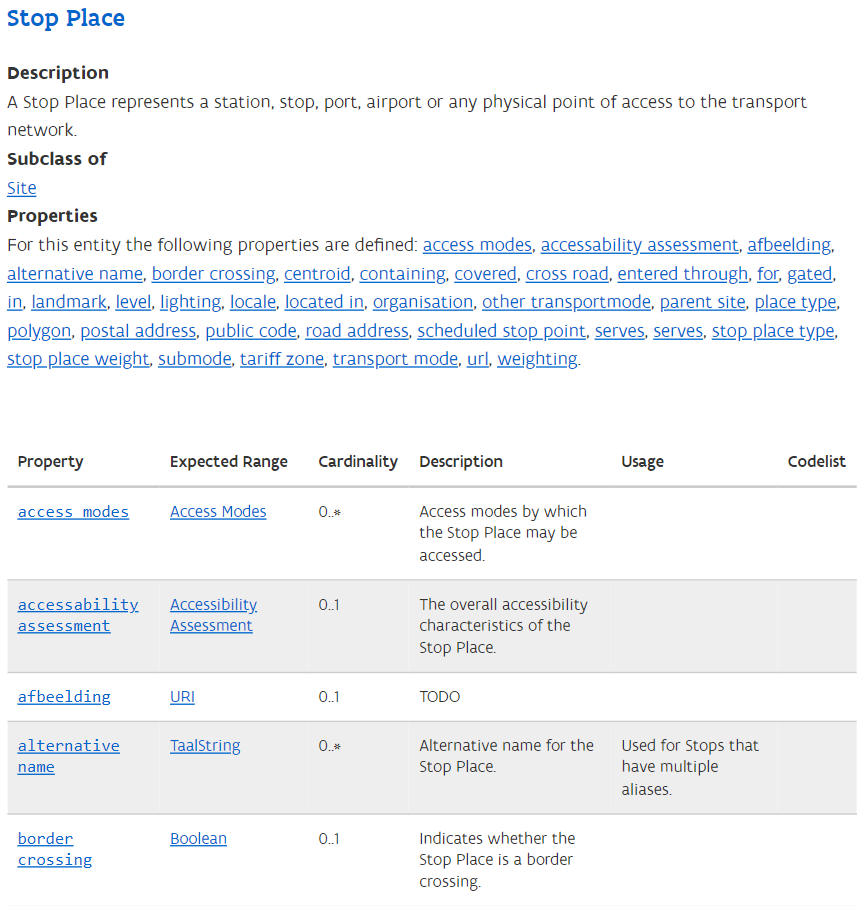 Stop Place
Description
A Stop Place represents a station, stop, port, airport or any physical point of access to the transport
network.
Subclass of
Site
Properties
For this entity the following properties are defined: access modes, accessability assessment, afbeelding,
alternative name, border crossing, centroid, containing, covered, cross road, entered through, for, gated,
in, landmark, level, lighting, locale, located in, organisation, other transportmode, parent site, place type,
polygon, postal address, public code, road address, scheduled stop point, serves, serves, stop place type,
stop place weight, submode, tariff zone, transport mode, url, weighting.
Property Expected Range Cardinality Description Usage Codelist
access modes Access Modes 0..* Access modes by which
the Stop Place may be
accessed.
accessability Accessibility 0..1 The overall accessibility
assessment Assessment characteristics of the
Stop Place.
afbeelding URI 0..1 TODO
alternative TaalString 0..* Alternative name for the Used for Stops that
name Stop Place. have multiple
aliases.
border Boolean 0..1 Indicates whether the
crossing Stop Place is a border
crossing.